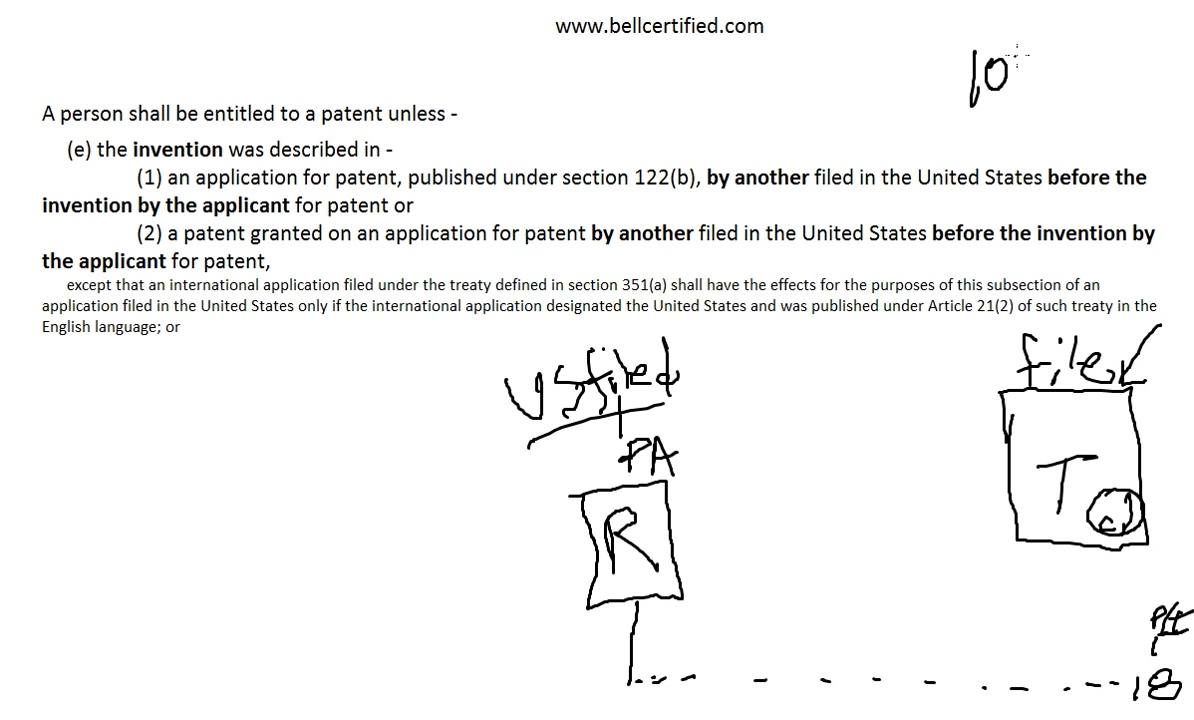 www.bellcertified.com
10
A person shall be entitled to a patent unless -
(e) the invention was described in -
(1) an application for patent, published under section 122(b), by another filed in the United States before the
invention by the applicant for patent or
(2) a patent granted on an application for patent by another filed in the United States before the invention by
the applicant for patent,
except that an international application filed under the treaty defined in section 351(a) shall have the effects for the purposes of this subsection of an
application filed in the United States only if the international application designated the United States and was published under Article 21(2) of such treaty in the
English language; or
US filed
filed
PA
T
R
18